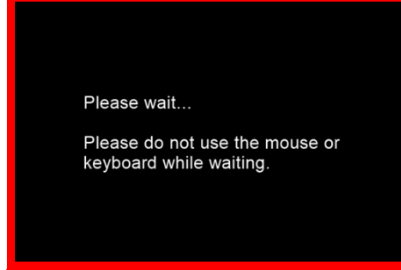 Please wait...
Please do not use the mouse or
keyboard while waiting.